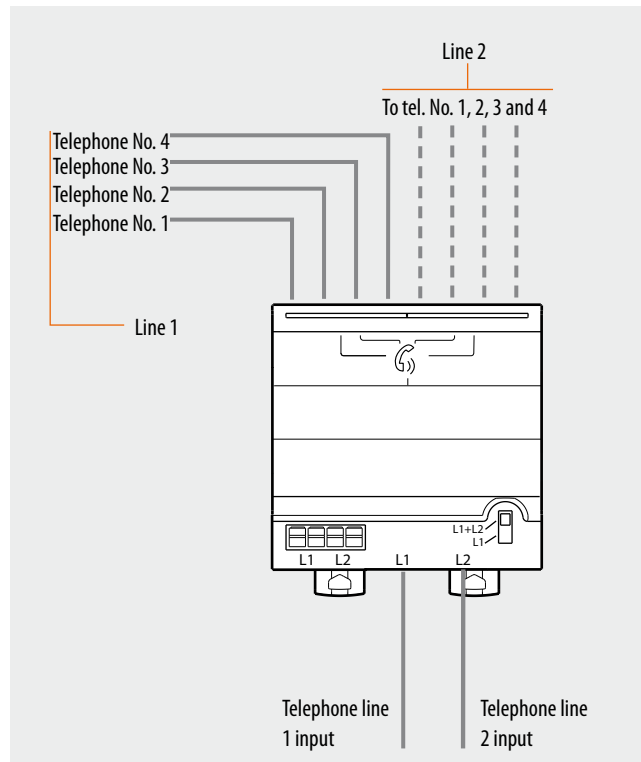 Line 2
To tel. No. 1, 2, 3 and 4
Telephone No. 4
Telephone No. 3
Telephone No. 2
Telephone No. 1
Line 1
L1+L2
L1
L1 L2 L1 L2
Telephone line
1 input
Telephone line
2 input